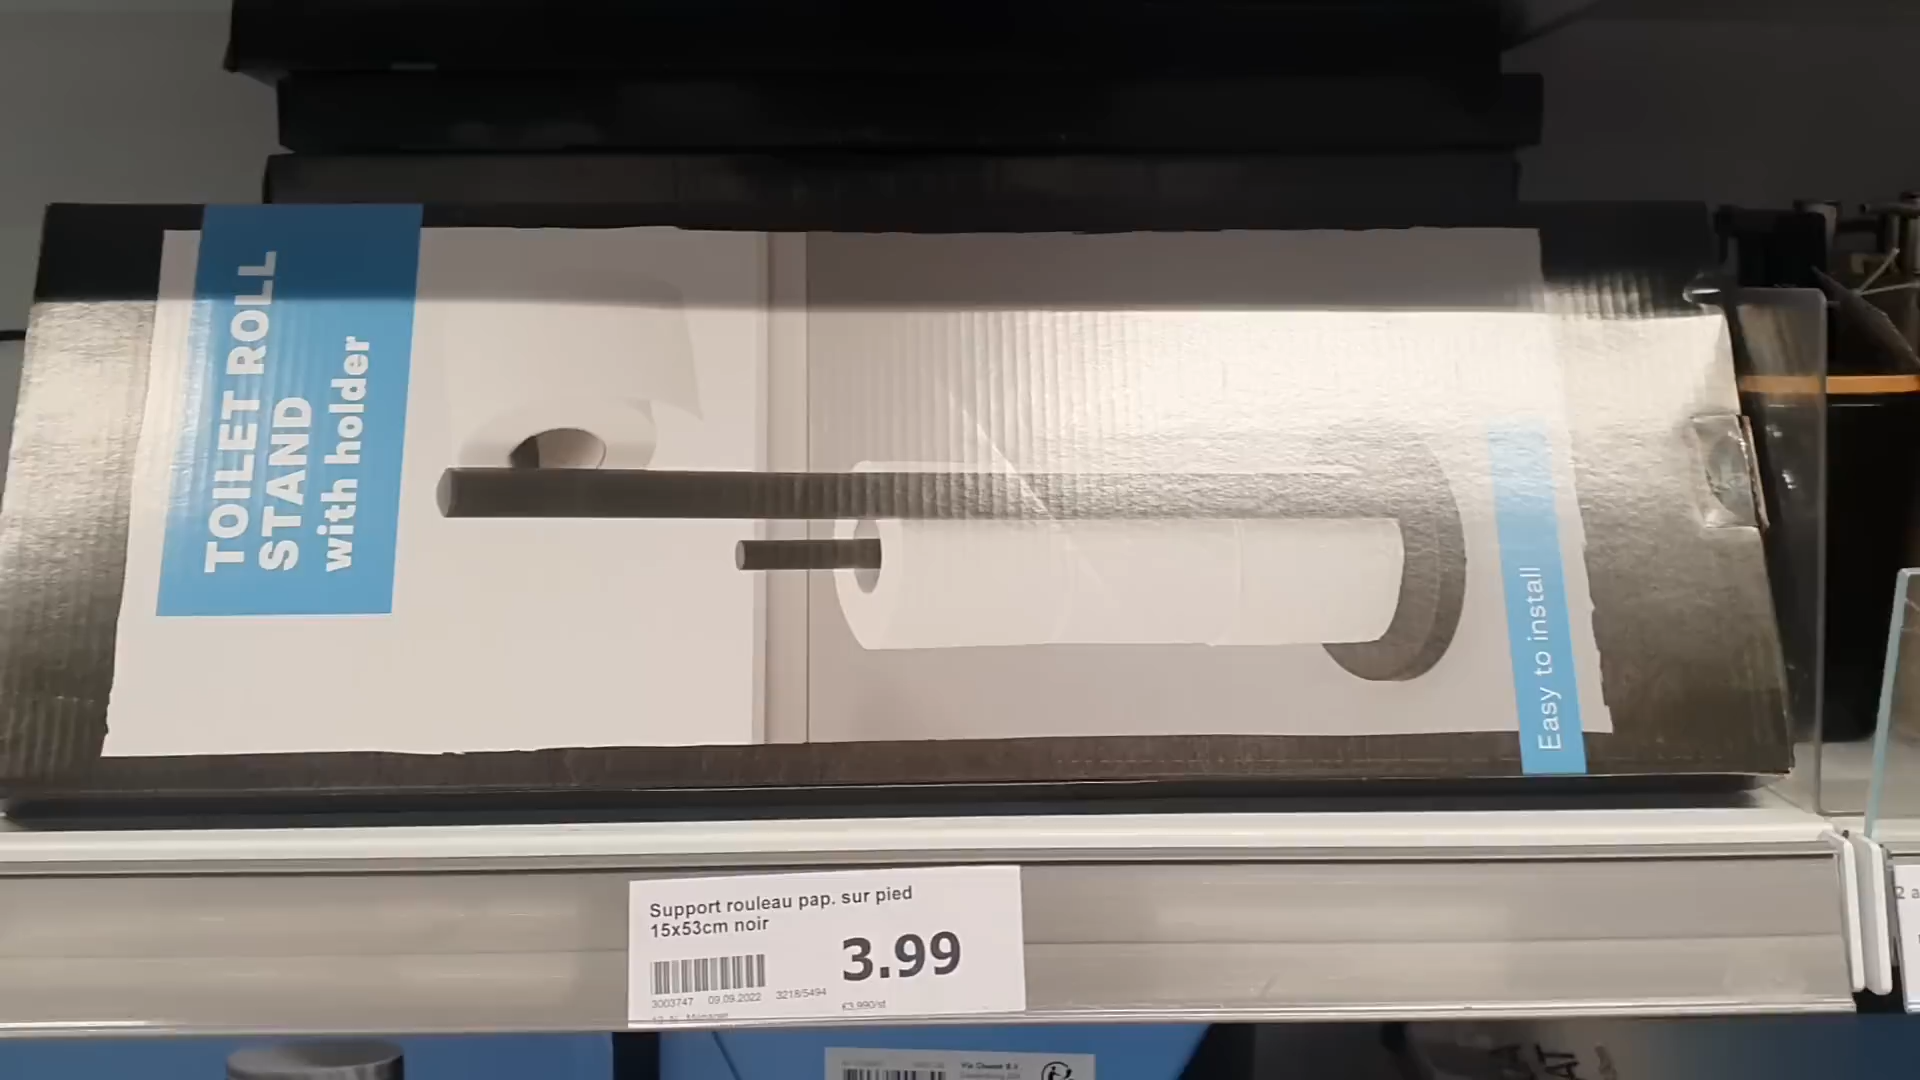 TOILET ROLL
STAND
with holder
Easy to install
Support rouleau pap. sur pied
15x53cm noir
3.99
3003747 09.09.2022 3218/5494
€3.990/st
2 a